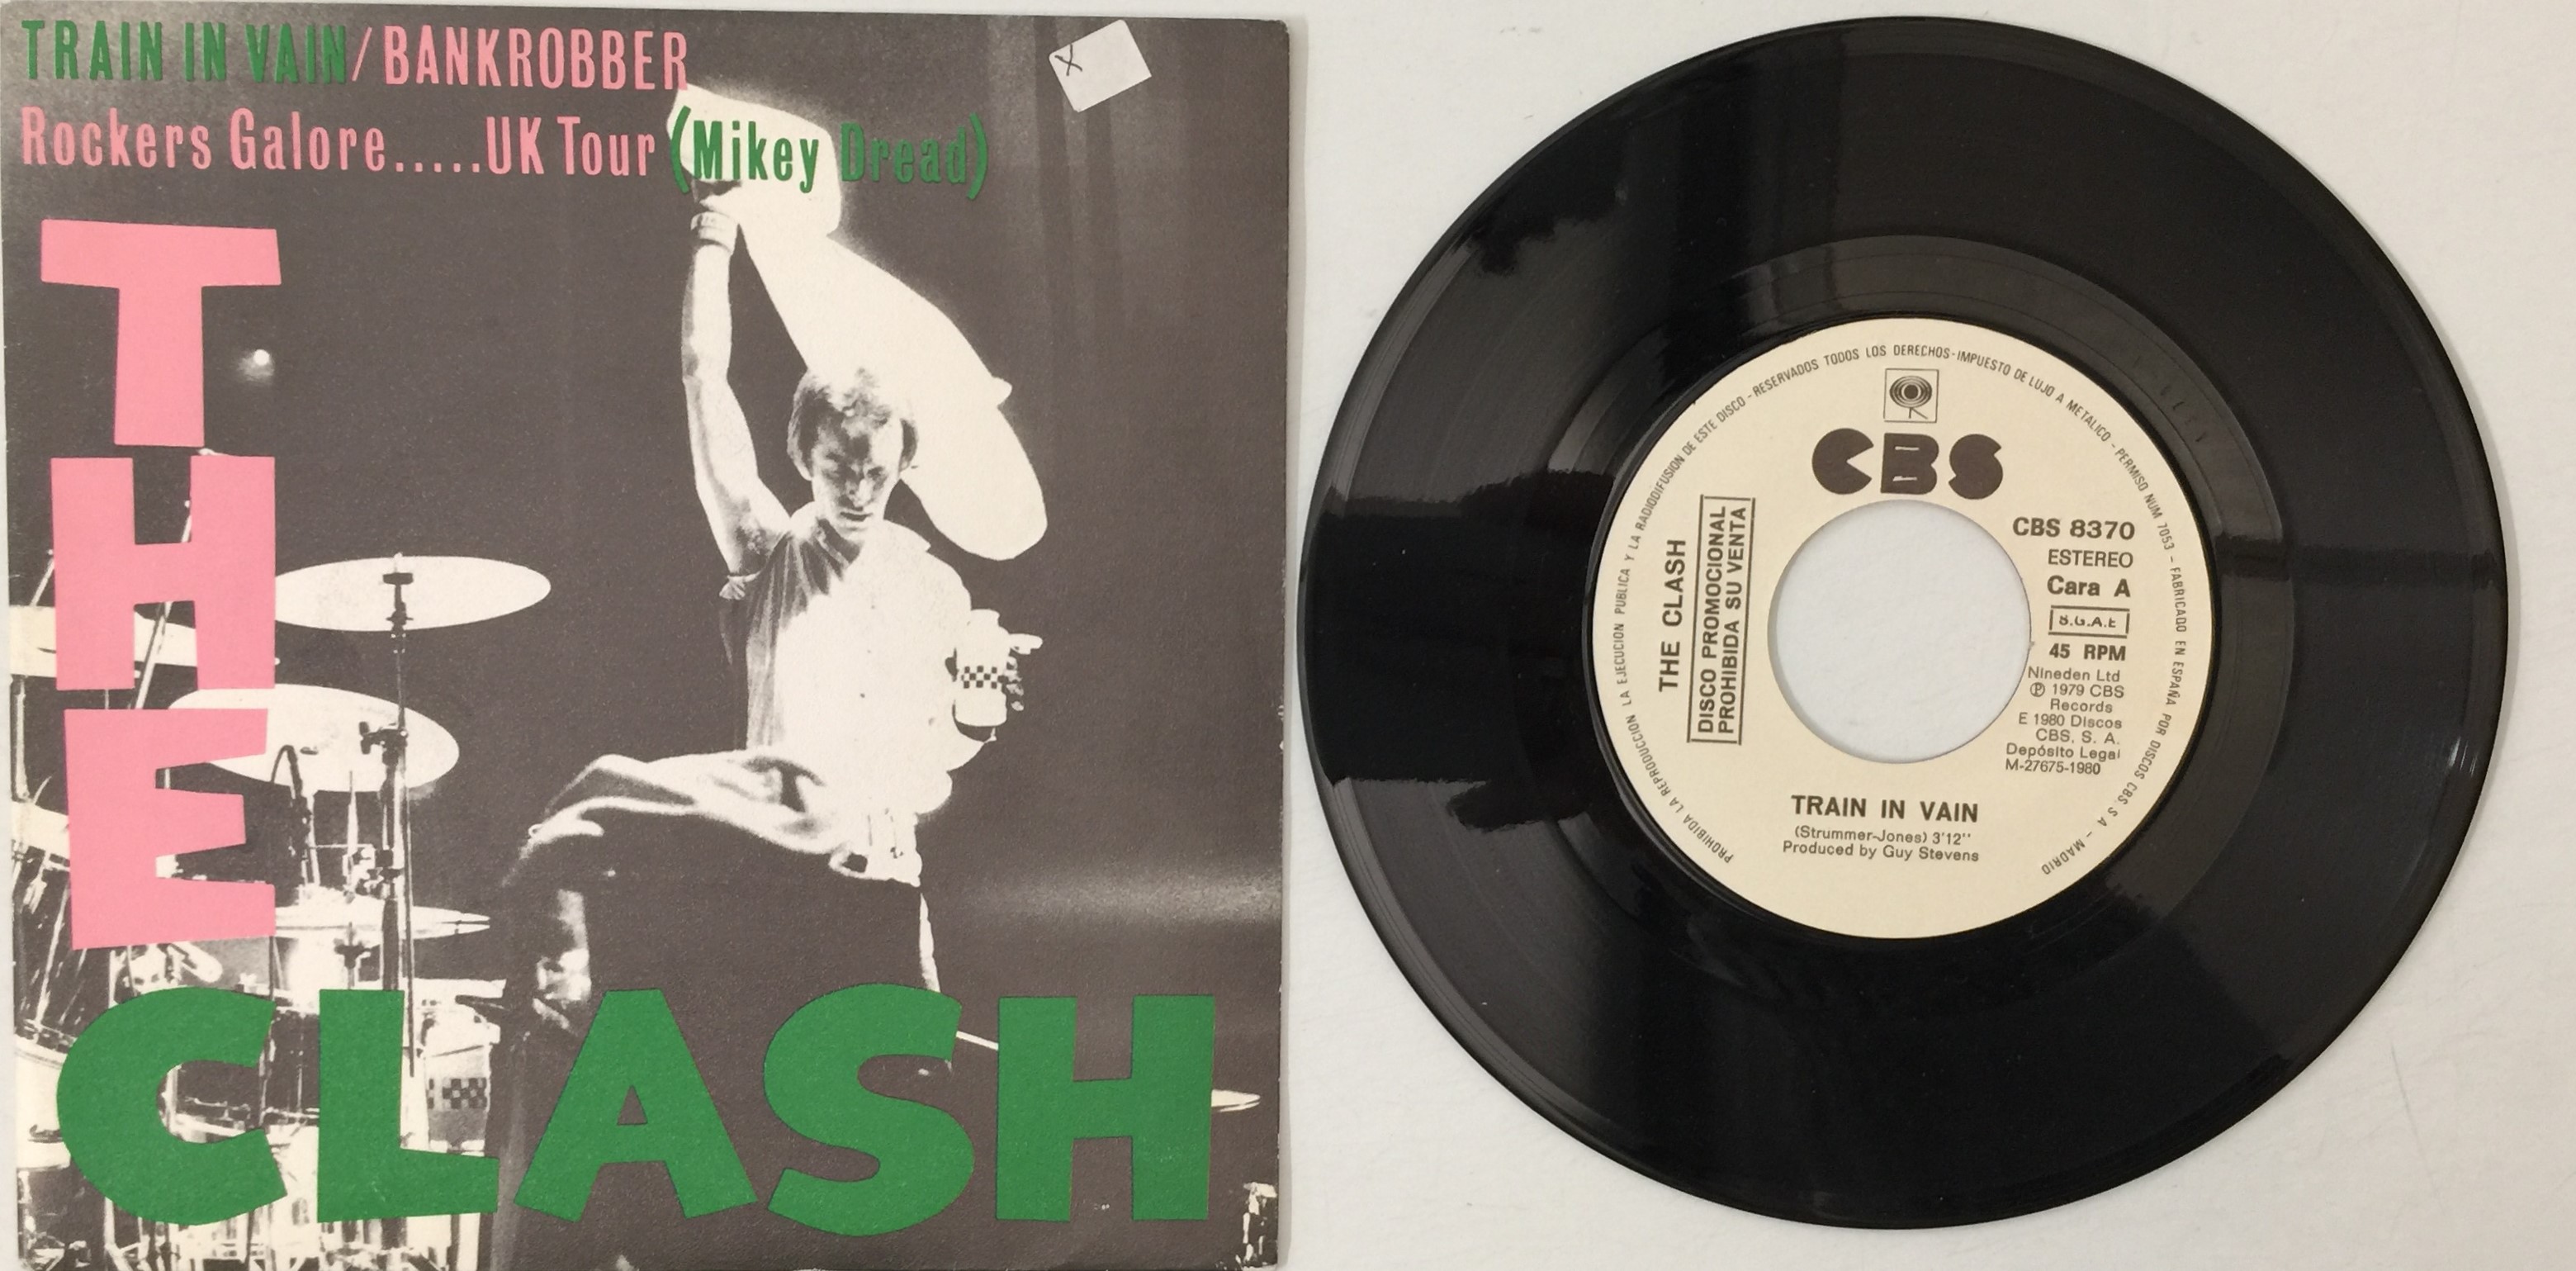 TRAIN IN VAIN/BANKROBBER
Rockers Galore.....UK Tour (Mikey Dread)
THE
CLASH
X
PROHIBIDA LA REPRODUCCION LA EJECUCION PUBLICA Y LA RADIODIFUSION DE ESTE DISCO - RESERVADOS TODOS LOS DERECHOS - IMPUESTO DE LUJO A METALICO - PERMISO NUM 7053 - FABRICADO EN ESPAÑA POR DISCOS CBS S A - MADRID
CBS
THE CLASH
DISCO PROMOCIONAL
PROHIBIDA SU VENTA
CBS 8370
ESTEREO
Cara A
S.G.A.E
45 RPM
Nineden Ltd
Ⓟ 1979 CBS
Records
E 1980 Discos
CBS, S. A.
Depósito Legal
M-27675-1980
TRAIN IN VAIN
(Strummer-Jones) 3'12''
Produced by Guy Stevens